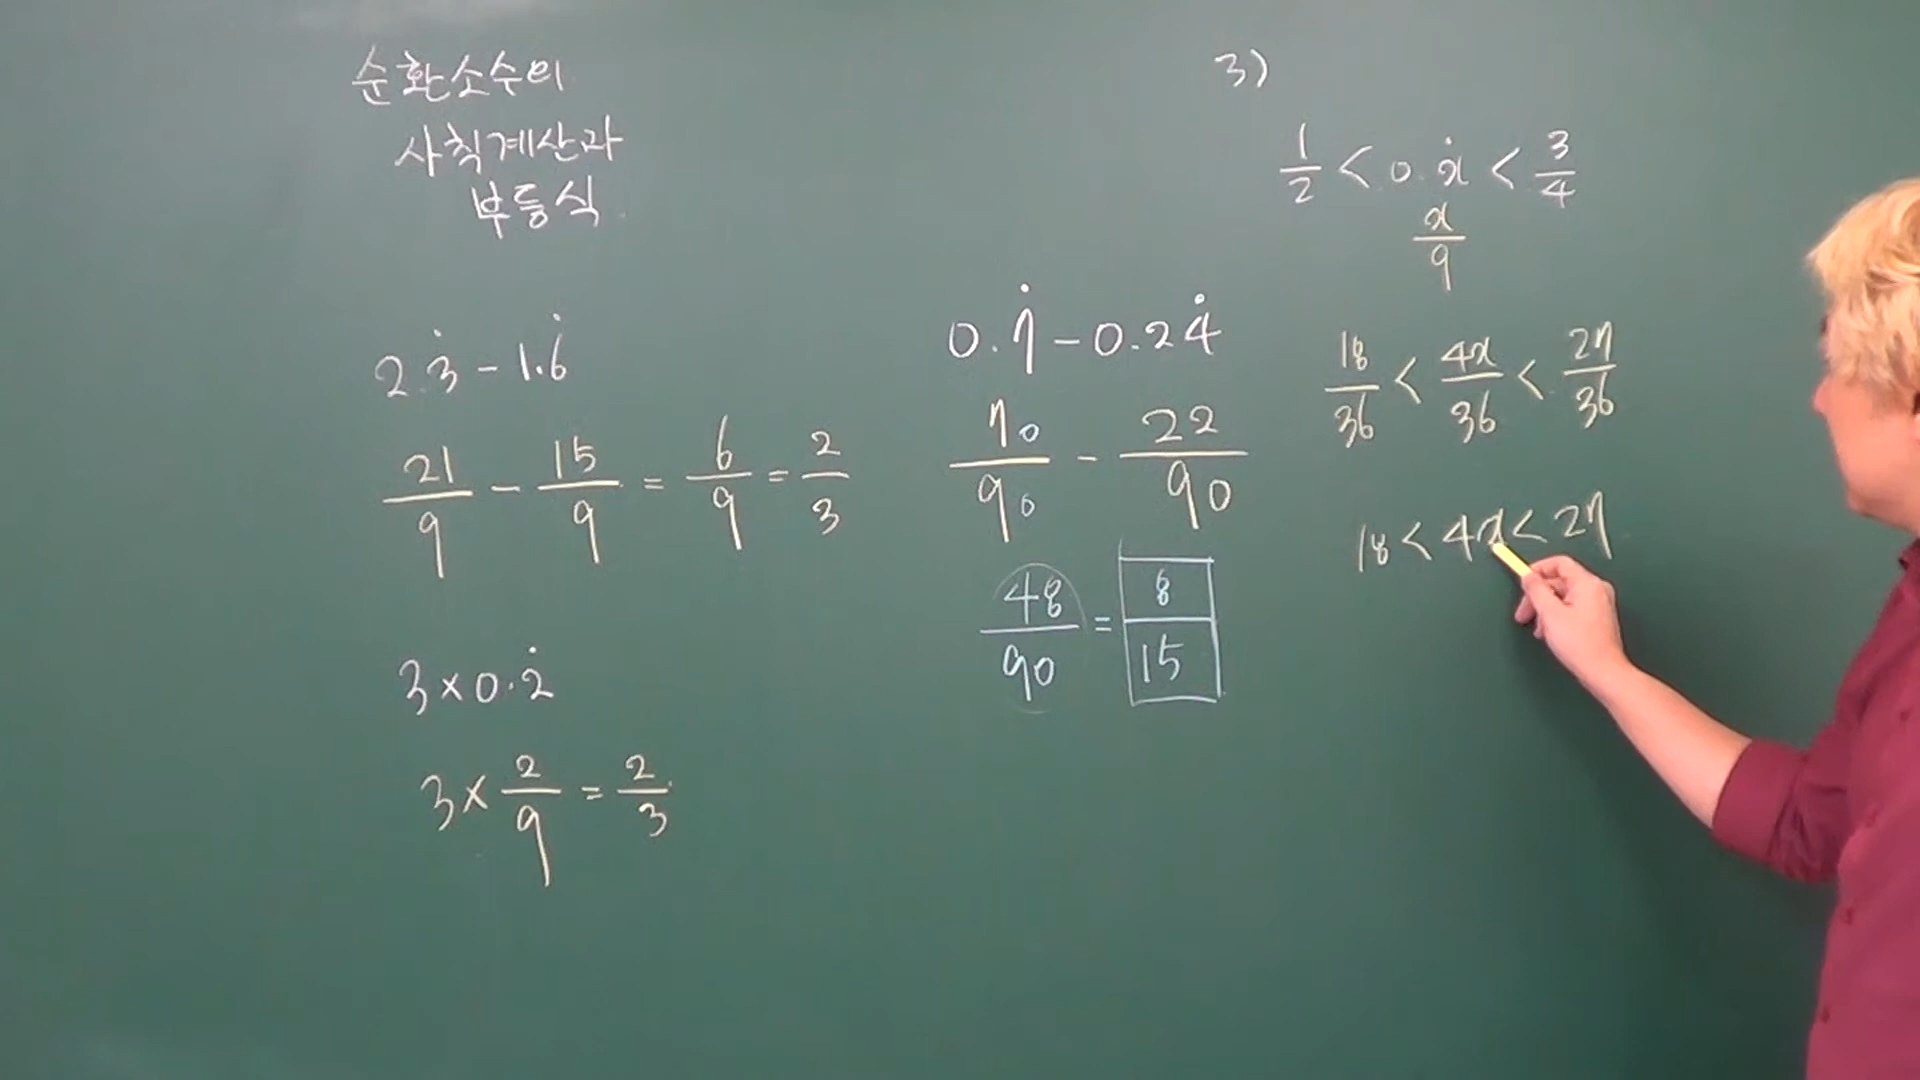 순환소수의
사칙계산과
부등식
2.3̇ - 1.6̇
21/9 - 15/9 = 6/9 = 2/3
3 × 0.2̇
3 × 2/9 = 2/3
0.7̇ - 0.24̇
70/90 - 22/90
48/90 = 8/15
3)
1/2 < 0.ẋ < 3/4
x/9
18/36 < 4x/36 < 27/36
18 < 4x < 27